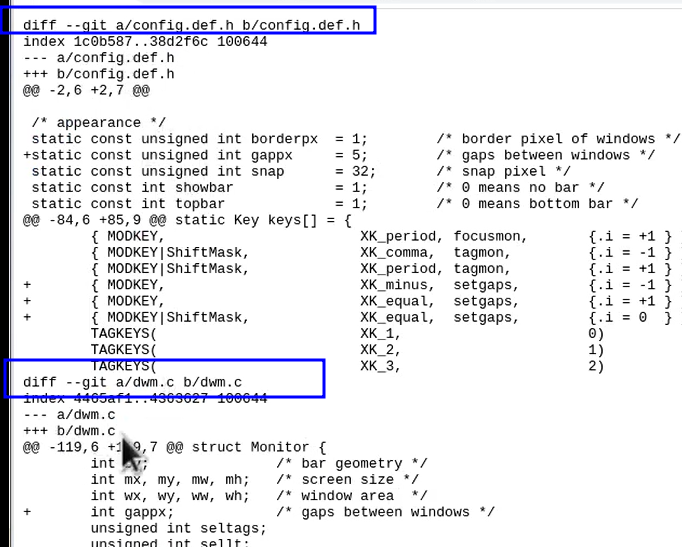 diff --git a/config.def.h b/config.def.h
index 1c0b587..38d2f6c 100644
--- a/config.def.h
+++ b/config.def.h
@@ -2,6 +2,7 @@

 /* appearance */
 static const unsigned int borderpx  = 1;        /* border pixel of windows */
+static const unsigned int gappx     = 5;        /* gaps between windows */
 static const unsigned int snap      = 32;       /* snap pixel */
 static const int showbar            = 1;        /* 0 means no bar */
 static const int topbar             = 1;        /* 0 means bottom bar */
@@ -84,6 +85,9 @@ static Key keys[] = {
        { MODKEY,                       XK_period, focusmon,       {.i = +1 }
        { MODKEY|ShiftMask,             XK_comma,  tagmon,         {.i = -1 }
        { MODKEY|ShiftMask,             XK_period, tagmon,         {.i = +1 }
+       { MODKEY,                       XK_minus,  setgaps,        {.i = -1 }
+       { MODKEY,                       XK_equal,  setgaps,        {.i = +1 }
+       { MODKEY|ShiftMask,             XK_equal,  setgaps,        {.i = 0  }
        TAGKEYS(                        XK_1,                      0)
        TAGKEYS(                        XK_2,                      1)
        TAGKEYS(                        XK_3,                      2)
diff --git a/dwm.c b/dwm.c
index 4465af1..4363627 100644
--- a/dwm.c
+++ b/dwm.c
@@ -119,6 ,7 @@ struct Monitor {
        int                   /* bar geometry */
        int mx, my, mw, mh;   /* screen size */
        int wx, wy, ww, wh;   /* window area  */
+       int gappx;            /* gaps between windows */
        unsigned int seltags;
        unsigned int sellt;